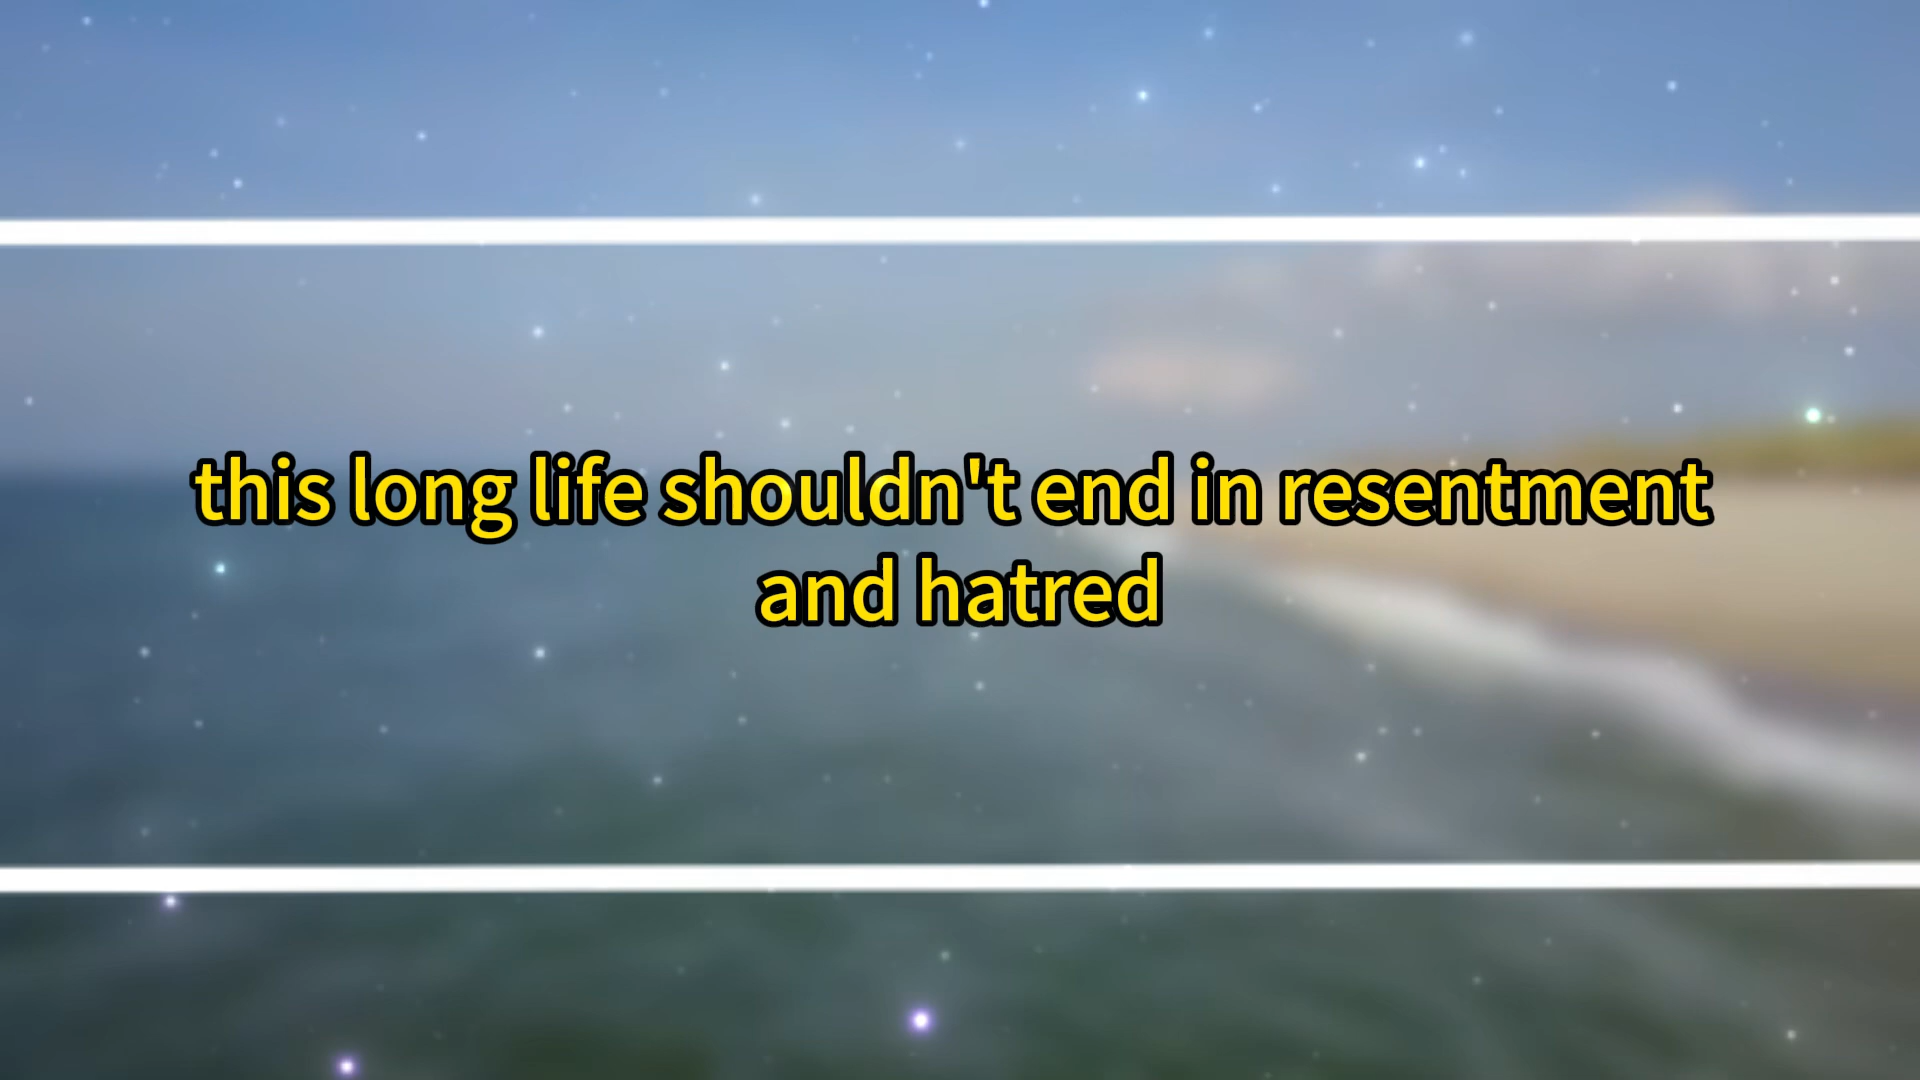 this long life shouldn't end in resentment
and hatred